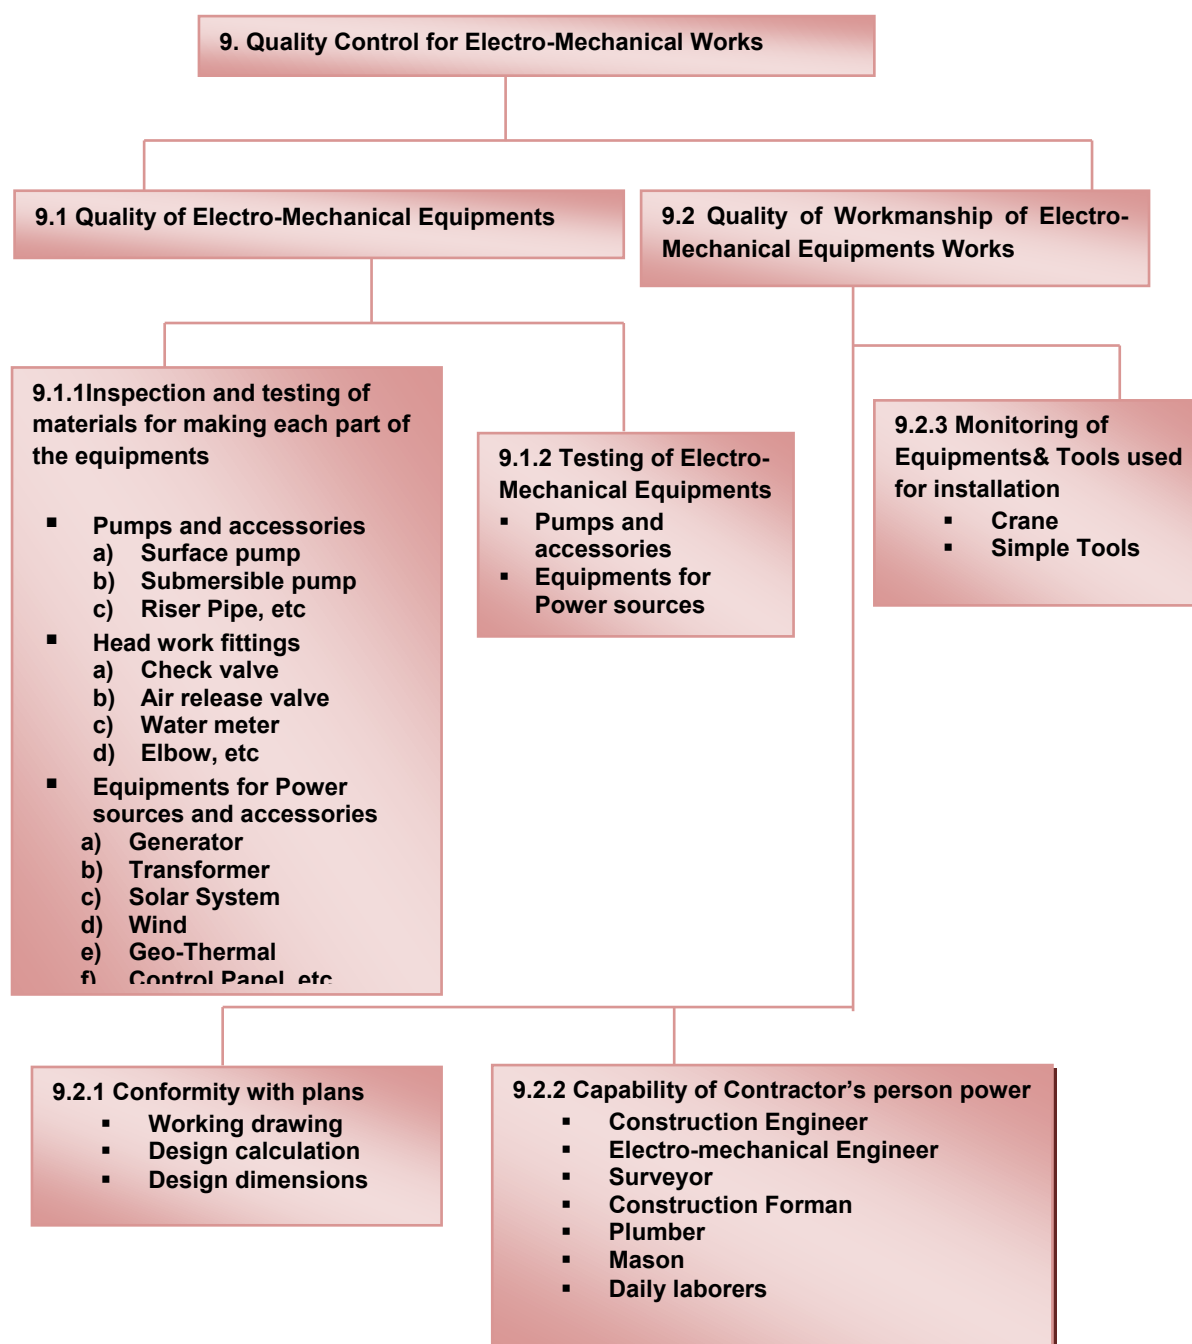 9. Quality Control for Electro-Mechanical Works
9.1 Quality of Electro-Mechanical Equipments
9.2 Quality of Workmanship of Electro-
Mechanical Equipments Works
9.1.1Inspection and testing of
materials for making each part of
the equipments
▪ Pumps and accessories
a) Surface pump
b) Submersible pump
c) Riser Pipe, etc
▪ Head work fittings
a) Check valve
b) Air release valve
c) Water meter
d) Elbow, etc
▪ Equipments for Power
sources and accessories
a) Generator
b) Transformer
c) Solar System
d) Wind
e) Geo-Thermal
f) Control Panel, etc
9.1.2 Testing of Electro-
Mechanical Equipments
▪ Pumps and
accessories
▪ Equipments for
Power sources
9.2.3 Monitoring of
Equipments& Tools used
for installation
▪ Crane
▪ Simple Tools
9.2.1 Conformity with plans
▪ Working drawing
▪ Design calculation
▪ Design dimensions
9.2.2 Capability of Contractor’s person power
▪ Construction Engineer
▪ Electro-mechanical Engineer
▪ Surveyor
▪ Construction Forman
▪ Plumber
▪ Mason
▪ Daily laborers